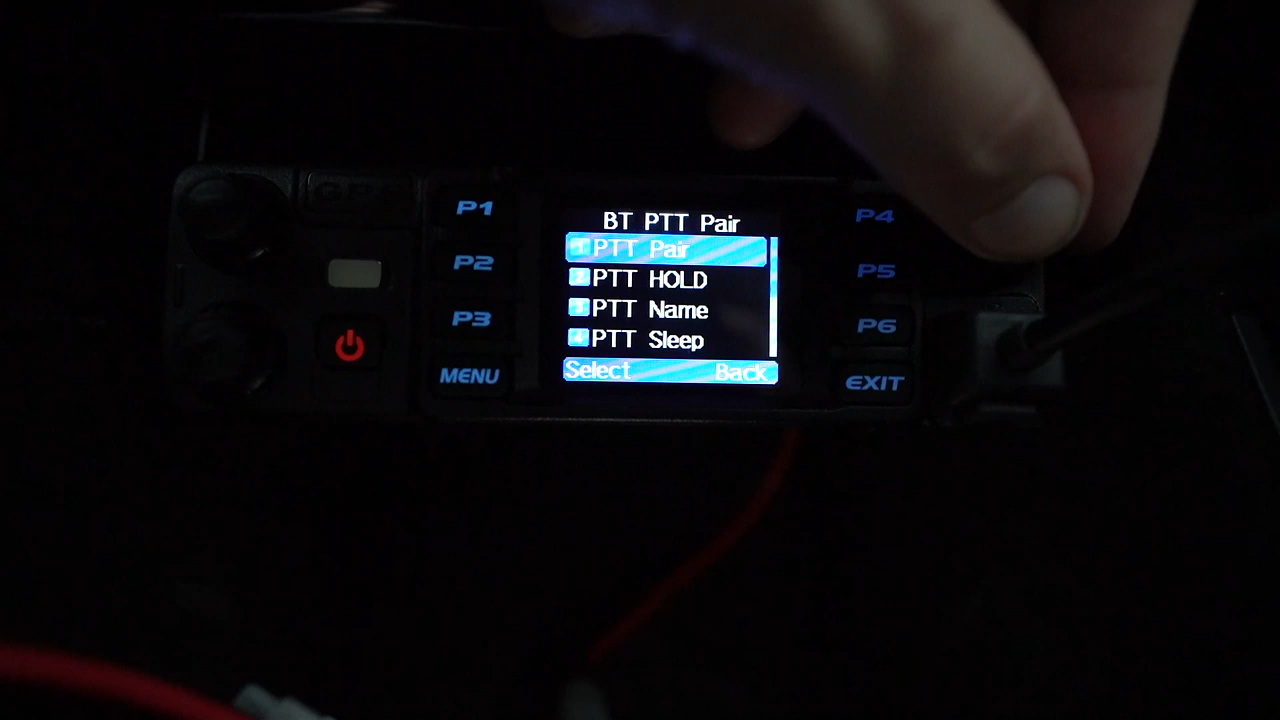 GPS
P1
P2
P3
MENU
BT PTT Pair
1 PTT Pair
2 PTT HOLD
3 PTT Name
4 PTT Sleep
Select Back
P4
P5
P6
EXIT